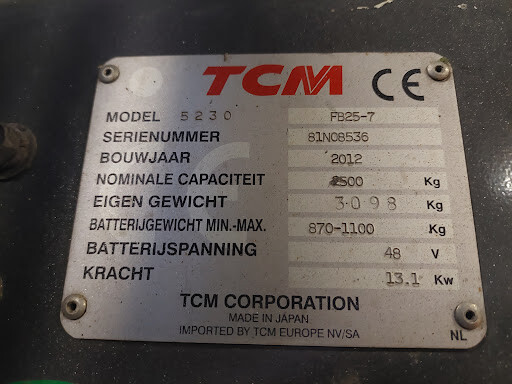 TCM CE
MODEL 5230 FB25-7
SERIENUMMER 81N08536
BOUWJAAR 2012
NOMINALE CAPACITEIT 2500 Kg
EIGEN GEWICHT 3098 Kg
BATTERIJGEWICHT MIN.-MAX. 870-1100 Kg
BATTERIJSPANNING 48 V
KRACHT 13.1 Kw
TCM CORPORATION
MADE IN JAPAN
IMPORTED BY TCM EUROPE NV/SA
NL